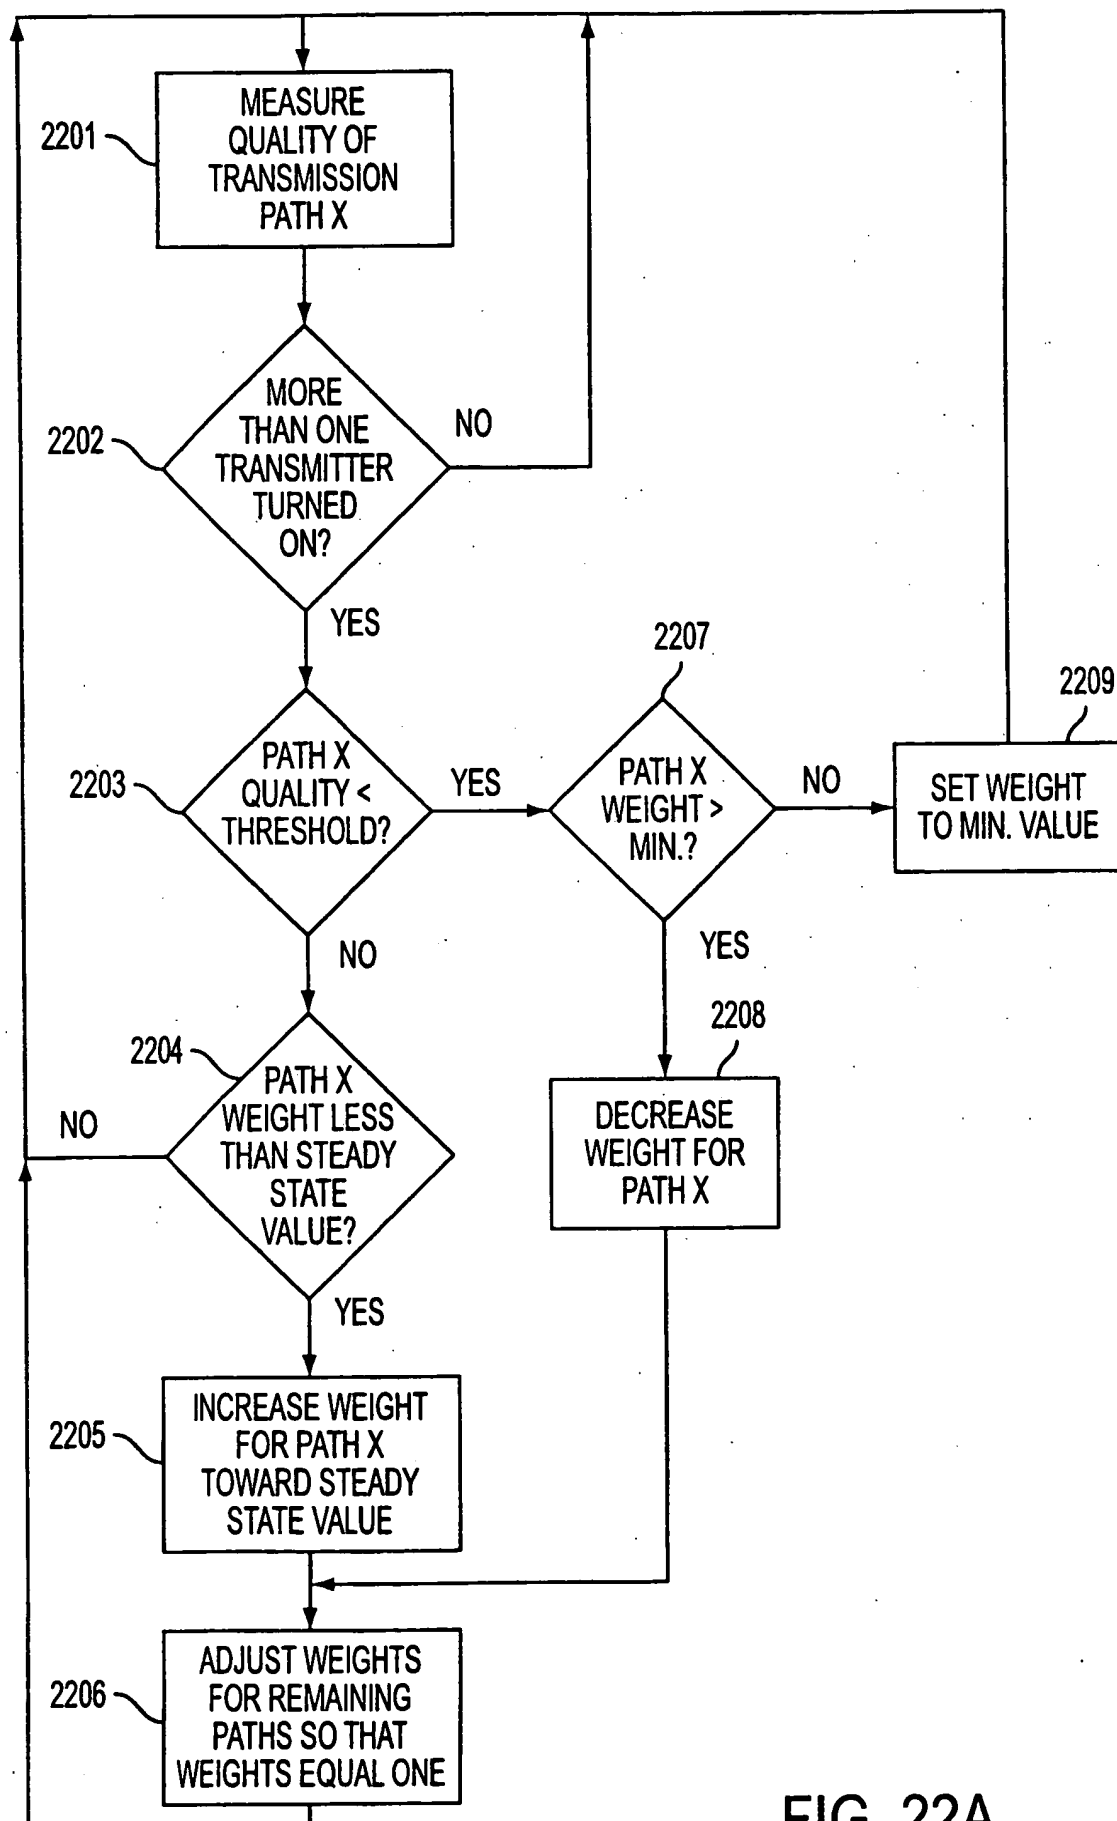 2201
MEASURE
QUALITY OF
TRANSMISSION
PATH X
2202
MORE
THAN ONE
TRANSMITTER
TURNED
ON?
NO
YES
2203
PATH X
QUALITY <
THRESHOLD?
YES
NO
2207
PATH X
WEIGHT >
MIN.?
NO
YES
2209
SET WEIGHT
TO MIN. VALUE
2204
PATH X
WEIGHT LESS
THAN STEADY
STATE
VALUE?
NO
YES
2208
DECREASE
WEIGHT FOR
PATH X
2205
INCREASE WEIGHT
FOR PATH X
TOWARD STEADY
STATE VALUE
2206
ADJUST WEIGHTS
FOR REMAINING
PATHS SO THAT
WEIGHTS EQUAL ONE
FIG. 22A